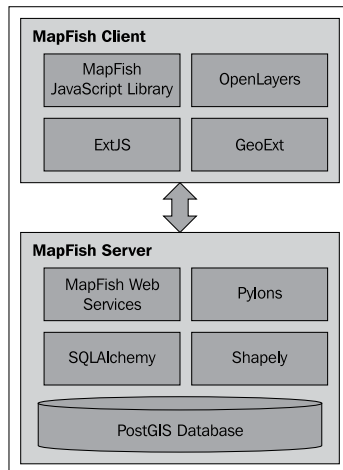 MapFish Client
MapFish
JavaScript Library
OpenLayers
ExtJS
GeoExt
MapFish Server
MapFish Web
Services
Pylons
SQLAlchemy
Shapely
PostGIS Database